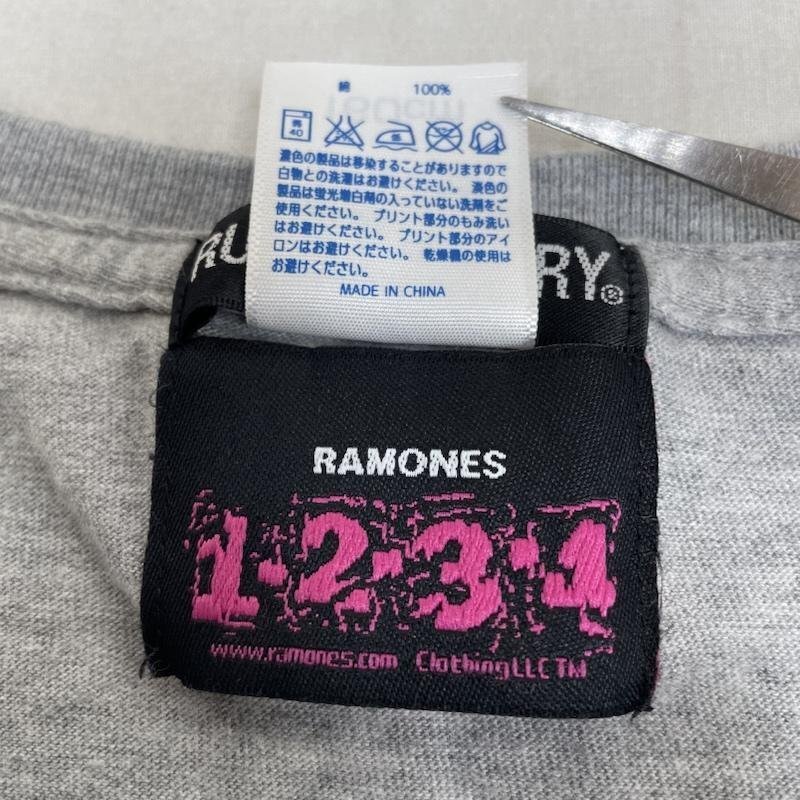 綿 100%
160cm
弱
40
濃色の製品は移染することがありますので
白物との洗濯はお避けください。 淡色の
製品は蛍光増白剤の入っていない洗剤をご
使用ください。 プリント部分のもみ洗い
はお避けください。 プリント部分のアイ
ロンはお避けください。 乾燥機の使用は
お避けください。
MADE IN CHINA
RU RY®
RAMONES
1·2·3·4
www.ramones.com ClothingLLC TM